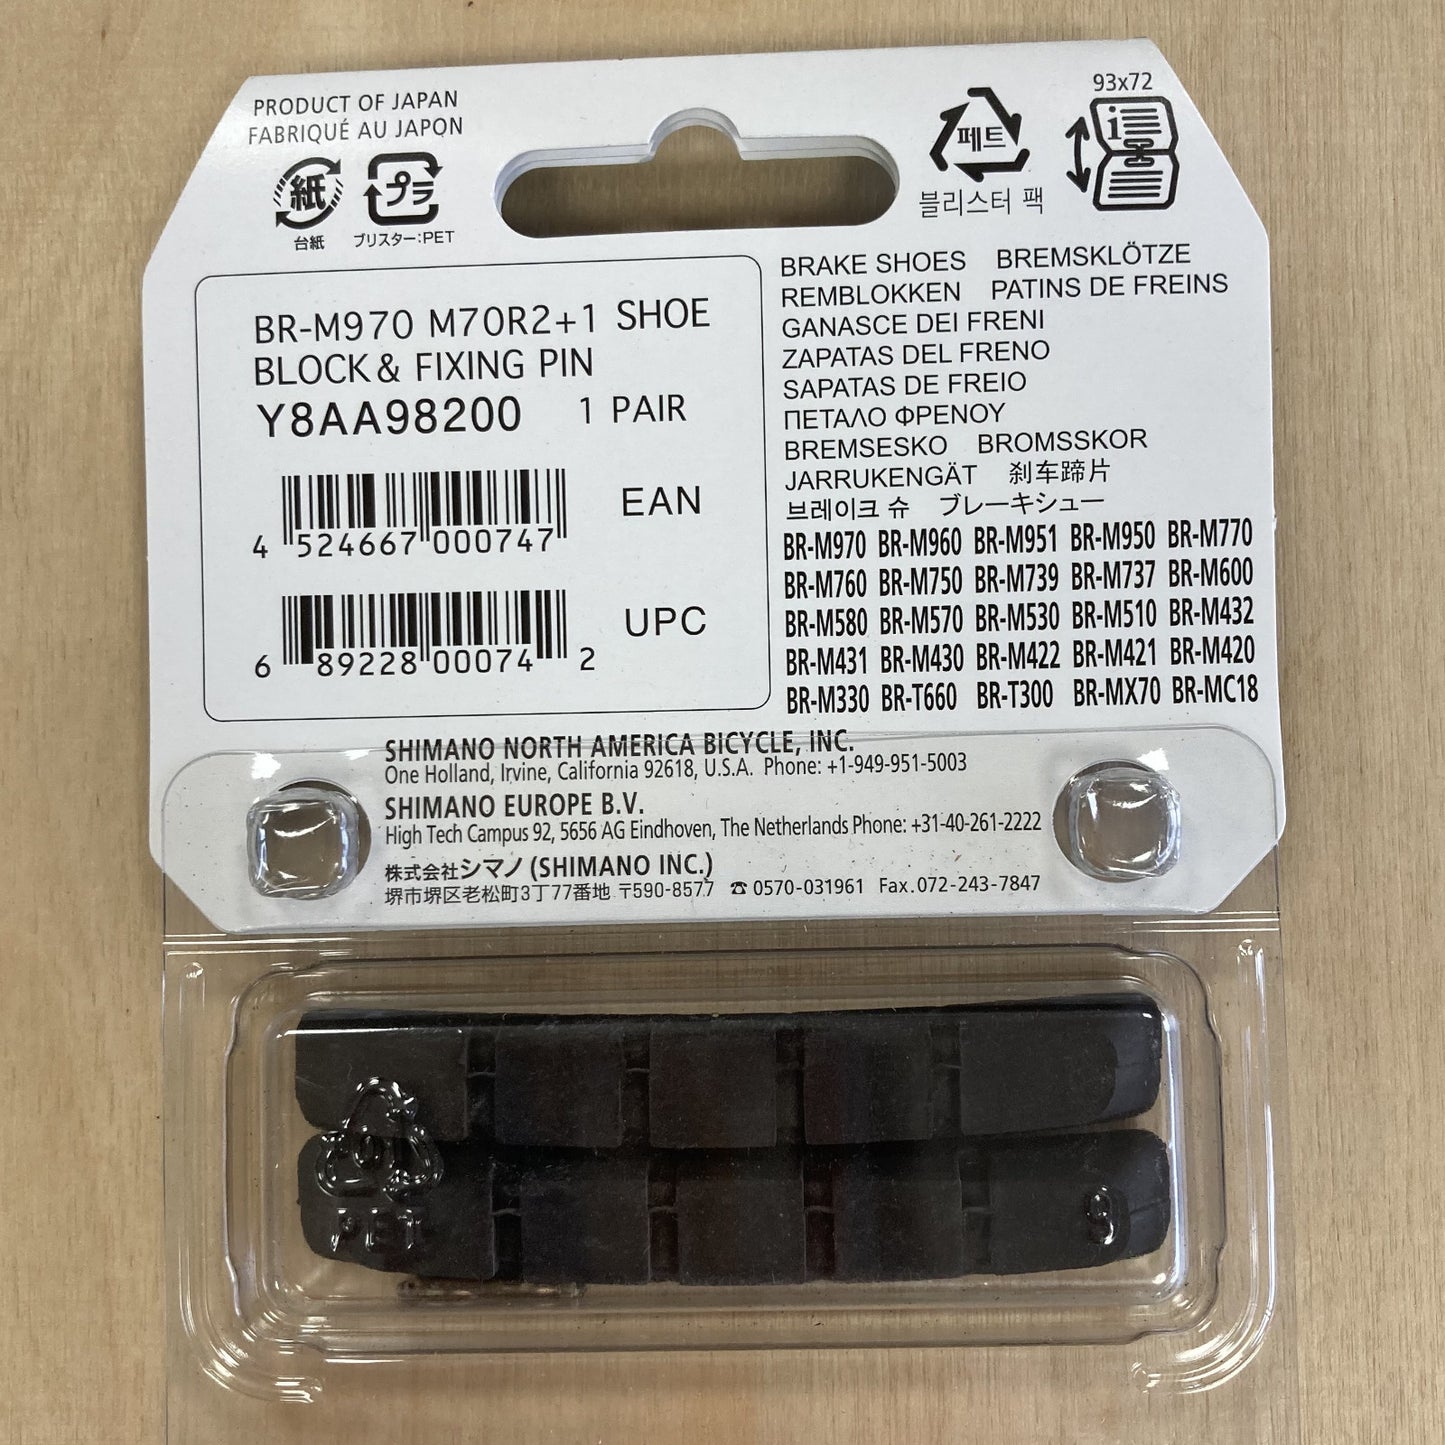 PRODUCT OF JAPAN
FABRIQUÉ AU JAPON
紙
台紙
プラ
ブリスター:PET
페트
블리스터 팩
93x72
i
BR-M970 M70R2+1 SHOE
BLOCK & FIXING PIN
Y8AA98200 1 PAIR
EAN
4 524667 000747
UPC
6 89228 00074 2
BRAKE SHOES BREMSKLÖTZE
REMBLOKKEN PATINS DE FREINS
GANASCE DEI FRENI
ZAPATAS DEL FRENO
SAPATAS DE FREIO
ΠΕΤΑΛΟ ΦΡΕΝΟΥ
BREMSESKO BROMSSKOR
JARRUKENGÄT 刹车蹄片
브레이크 슈 ブレーキシュー
BR-M970 BR-M960 BR-M951 BR-M950 BR-M770
BR-M760 BR-M750 BR-M739 BR-M737 BR-M600
BR-M580 BR-M570 BR-M530 BR-M510 BR-M432
BR-M431 BR-M430 BR-M422 BR-M421 BR-M420
BR-M330 BR-T660 BR-T300 BR-MX70 BR-MC18
SHIMANO NORTH AMERICA BICYCLE, INC.
One Holland, Irvine, California 92618, U.S.A. Phone: +1-949-951-5003
SHIMANO EUROPE B.V.
High Tech Campus 92, 5656 AG Eindhoven, The Netherlands Phone: +31-40-261-2222
株式会社シマノ (SHIMANO INC.)
堺市堺区老松町3丁77番地 〒590-8577 ☎ 0570-031961 Fax. 072-243-7847
01
PET
9